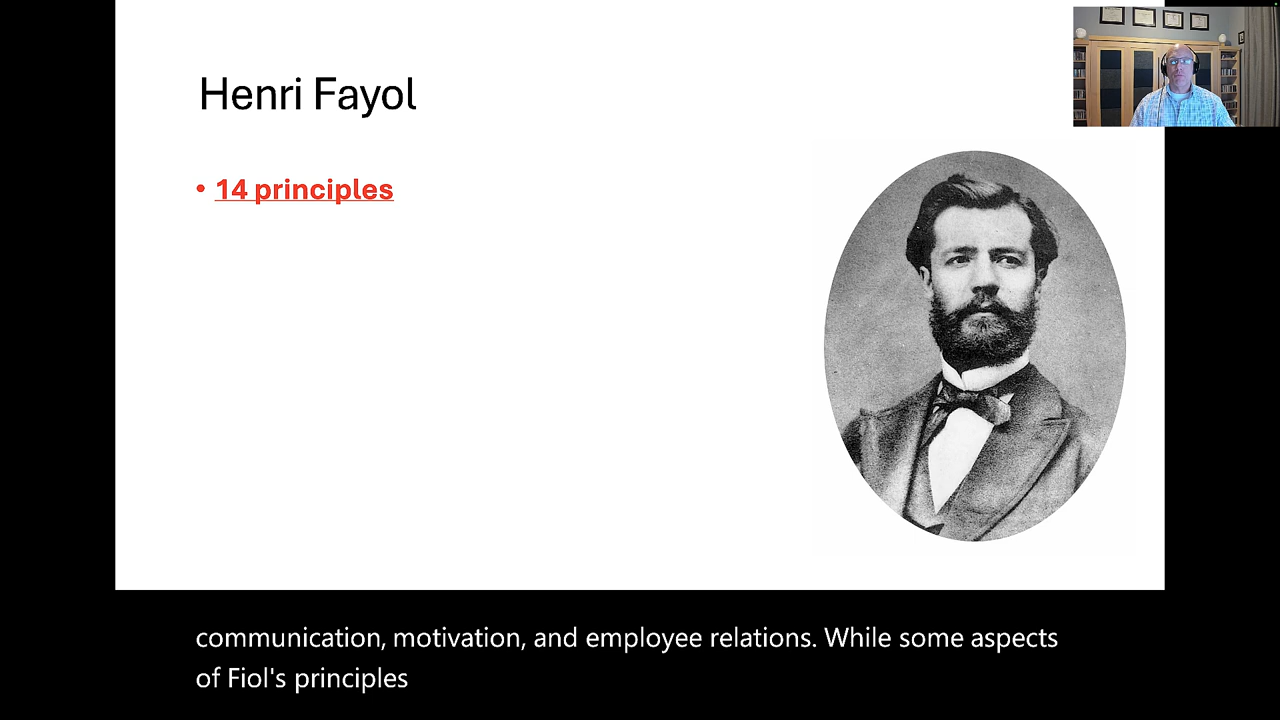 Henri Fayol
• 14 principles
communication, motivation, and employee relations. While some aspects
of Fiol's principles